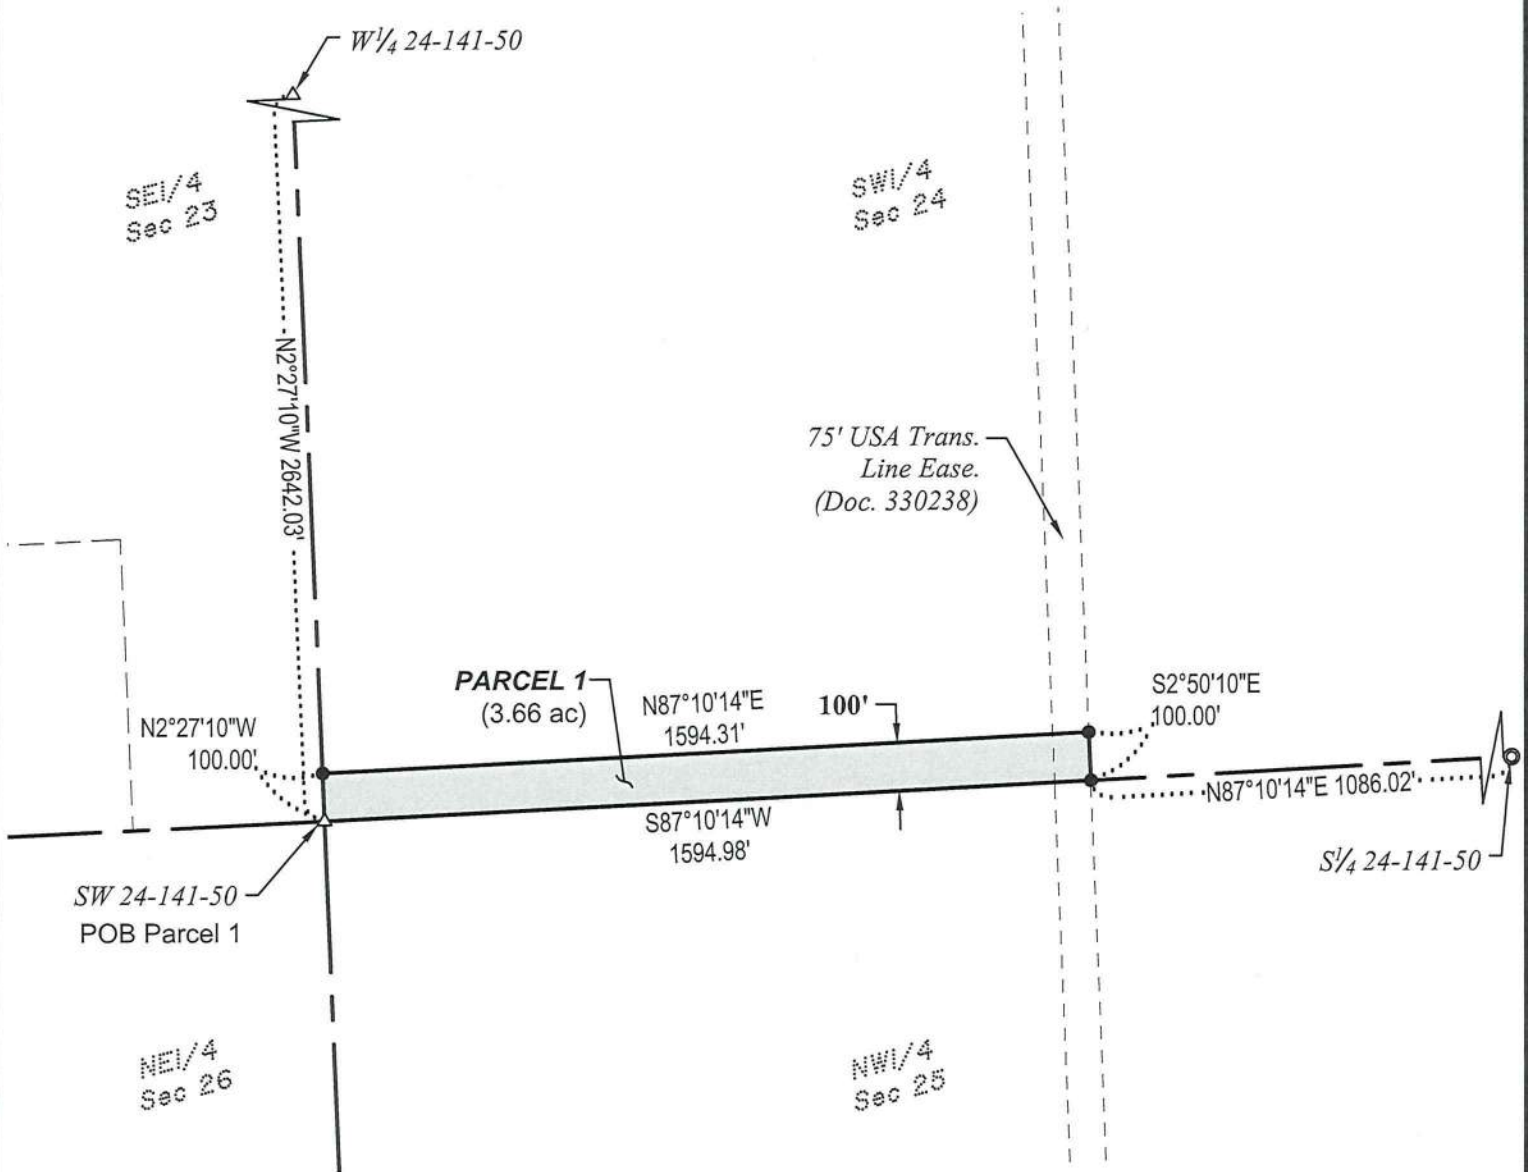 W1/4 24-141-50
SE1/4
Sec 23
SW1/4
Sec 24
N2°27'10"W 2642.03'
75' USA Trans.
Line Ease.
(Doc. 330238)
PARCEL 1
(3.66 ac)
N87°10'14"E
1594.31'
100'
S2°50'10"E
100.00'
N2°27'10"W
100.00'
N87°10'14"E 1086.02'
S87°10'14"W
1594.98'
S1/4 24-141-50
SW 24-141-50
POB Parcel 1
NE1/4
Sec 26
NW1/4
Sec 25